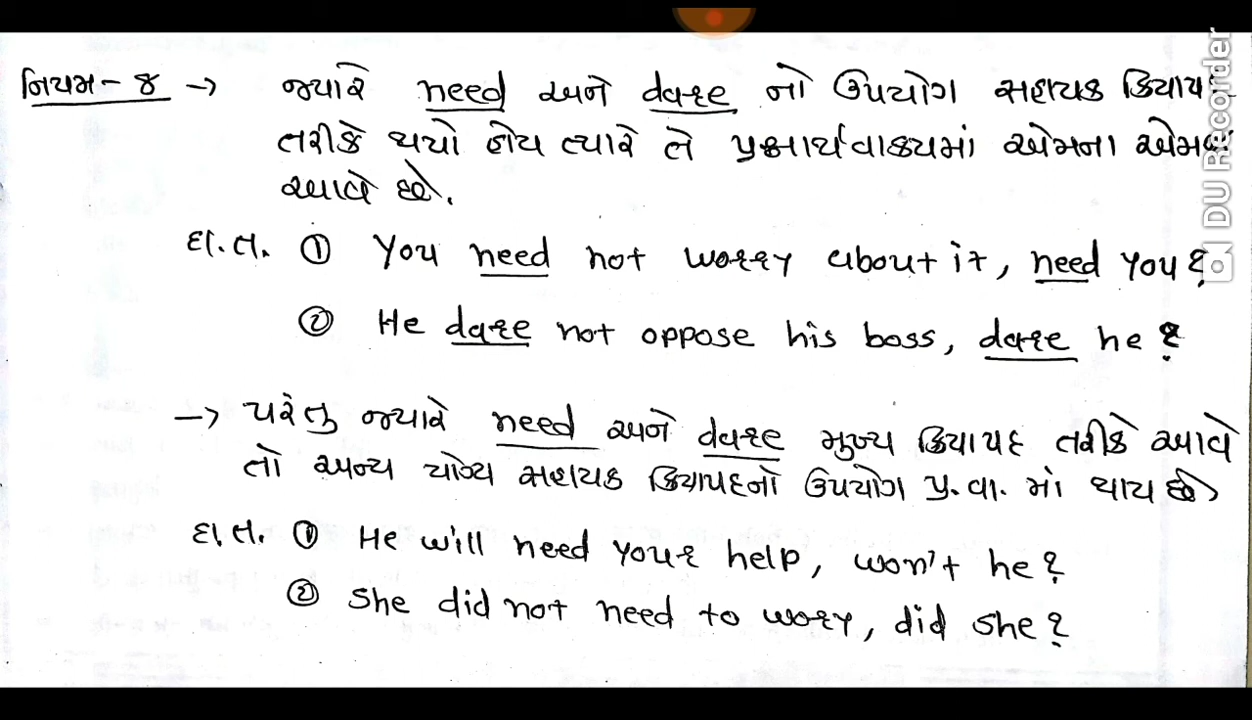 નિયમ - ૪ → જ્યારે need અને dare નો ઉપયોગ સહાયક ક્રિયાપદ
તરીકે થયો હોય ત્યારે તે પ્રશ્નાર્થવાક્યમાં એમના એમજ
આવે છે.
દા.ત. ① You need not worry about it, need you?
② He dare not oppose his boss, dare he?
→ પરંતુ જ્યારે need અને dare મુખ્ય ક્રિયાપદ તરીકે આવે
તો અન્ય યોગ્ય સહાયક ક્રિયાપદનો ઉપયોગ પ્ર.વા. માં થાય છે
દા.ત. ① He will need your help, won't he?
② She did not need to worry, did she?
DU Recorder